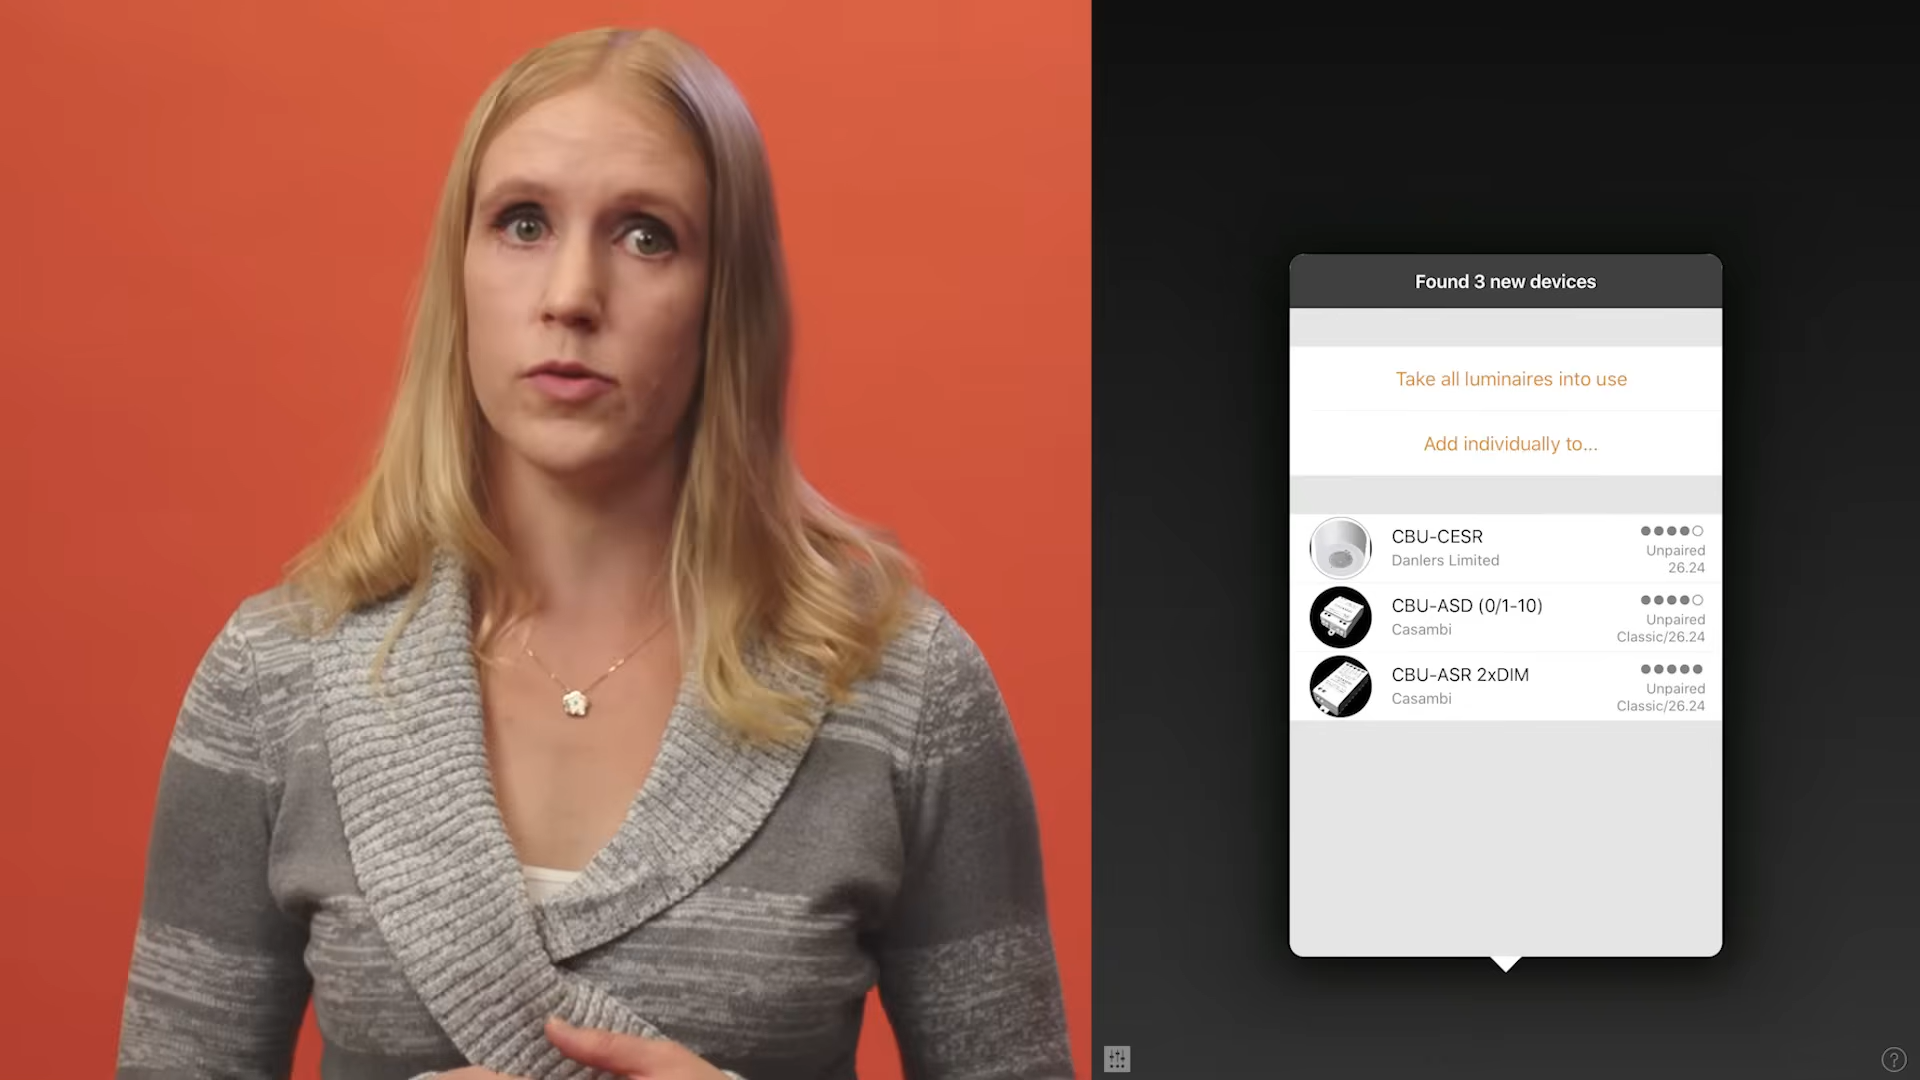 Found 3 new devices
Take all luminaires into use
Add individually to...
CBU-CESR
Danlers Limited
Unpaired
26.24
CBU-ASD (0/1-10)
Casambi
Unpaired
Classic/26.24
CBU-ASR 2xDIM
Casambi
Unpaired
Classic/26.24
?